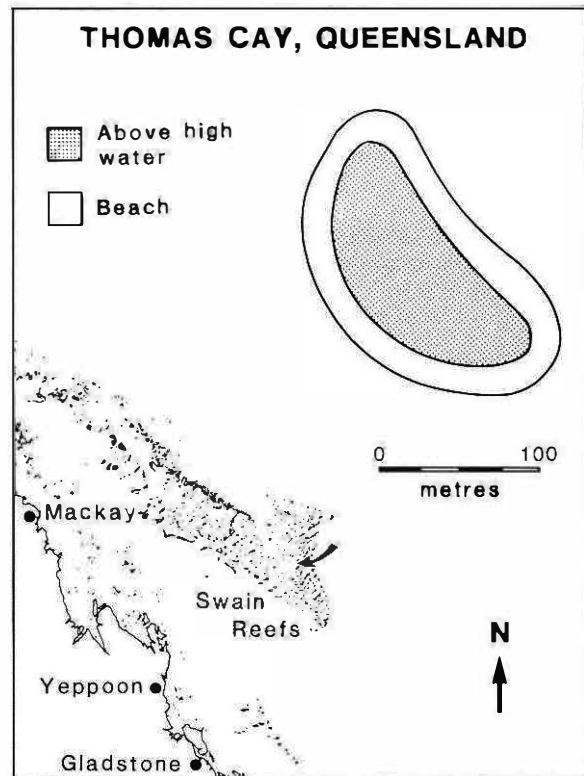 THOMAS CAY, QUEENSLAND
Above high
water
Beach
0 100
metres
Mackay
Swain
Reefs
N
Yeppoon
Gladstone